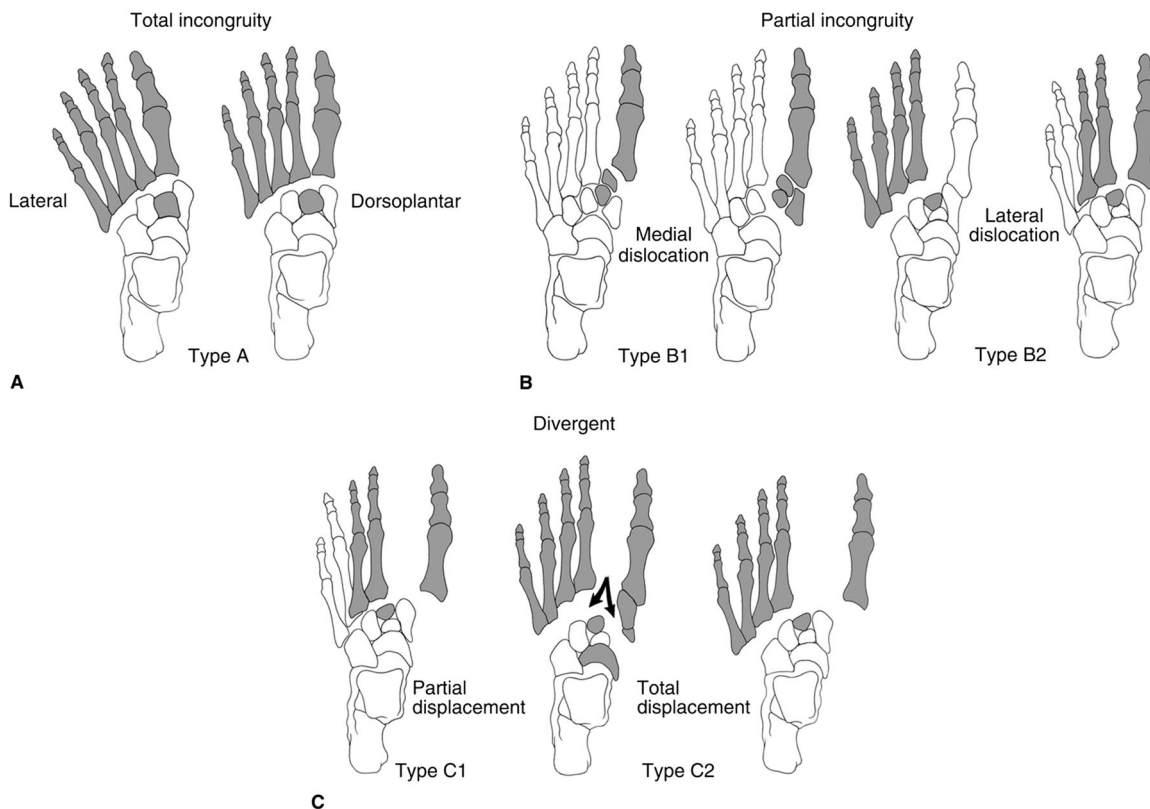 Total incongruity
Lateral
Dorsoplantar
Type A
A
Partial incongruity
Medial
dislocation
Lateral
dislocation
Type B1
Type B2
B
Divergent
Partial
displacement
Total
displacement
Type C1
Type C2
C